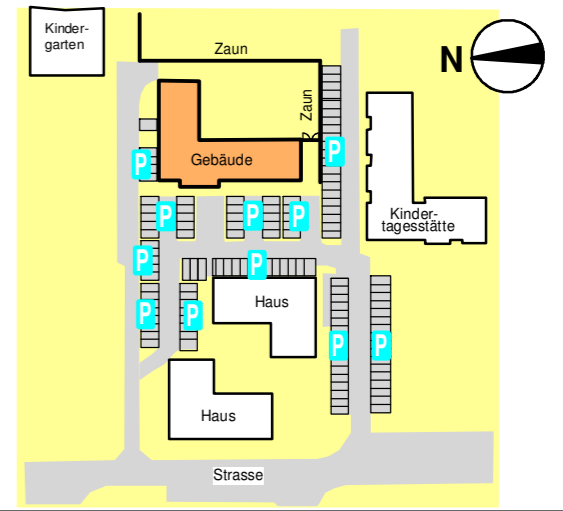 Kinder-
garten
Zaun
N
Zaun
P
P
Gebäude
P
P
P
Kinder-
tagesstätte
P
P
Haus
P
P
P
P
Haus
Strasse